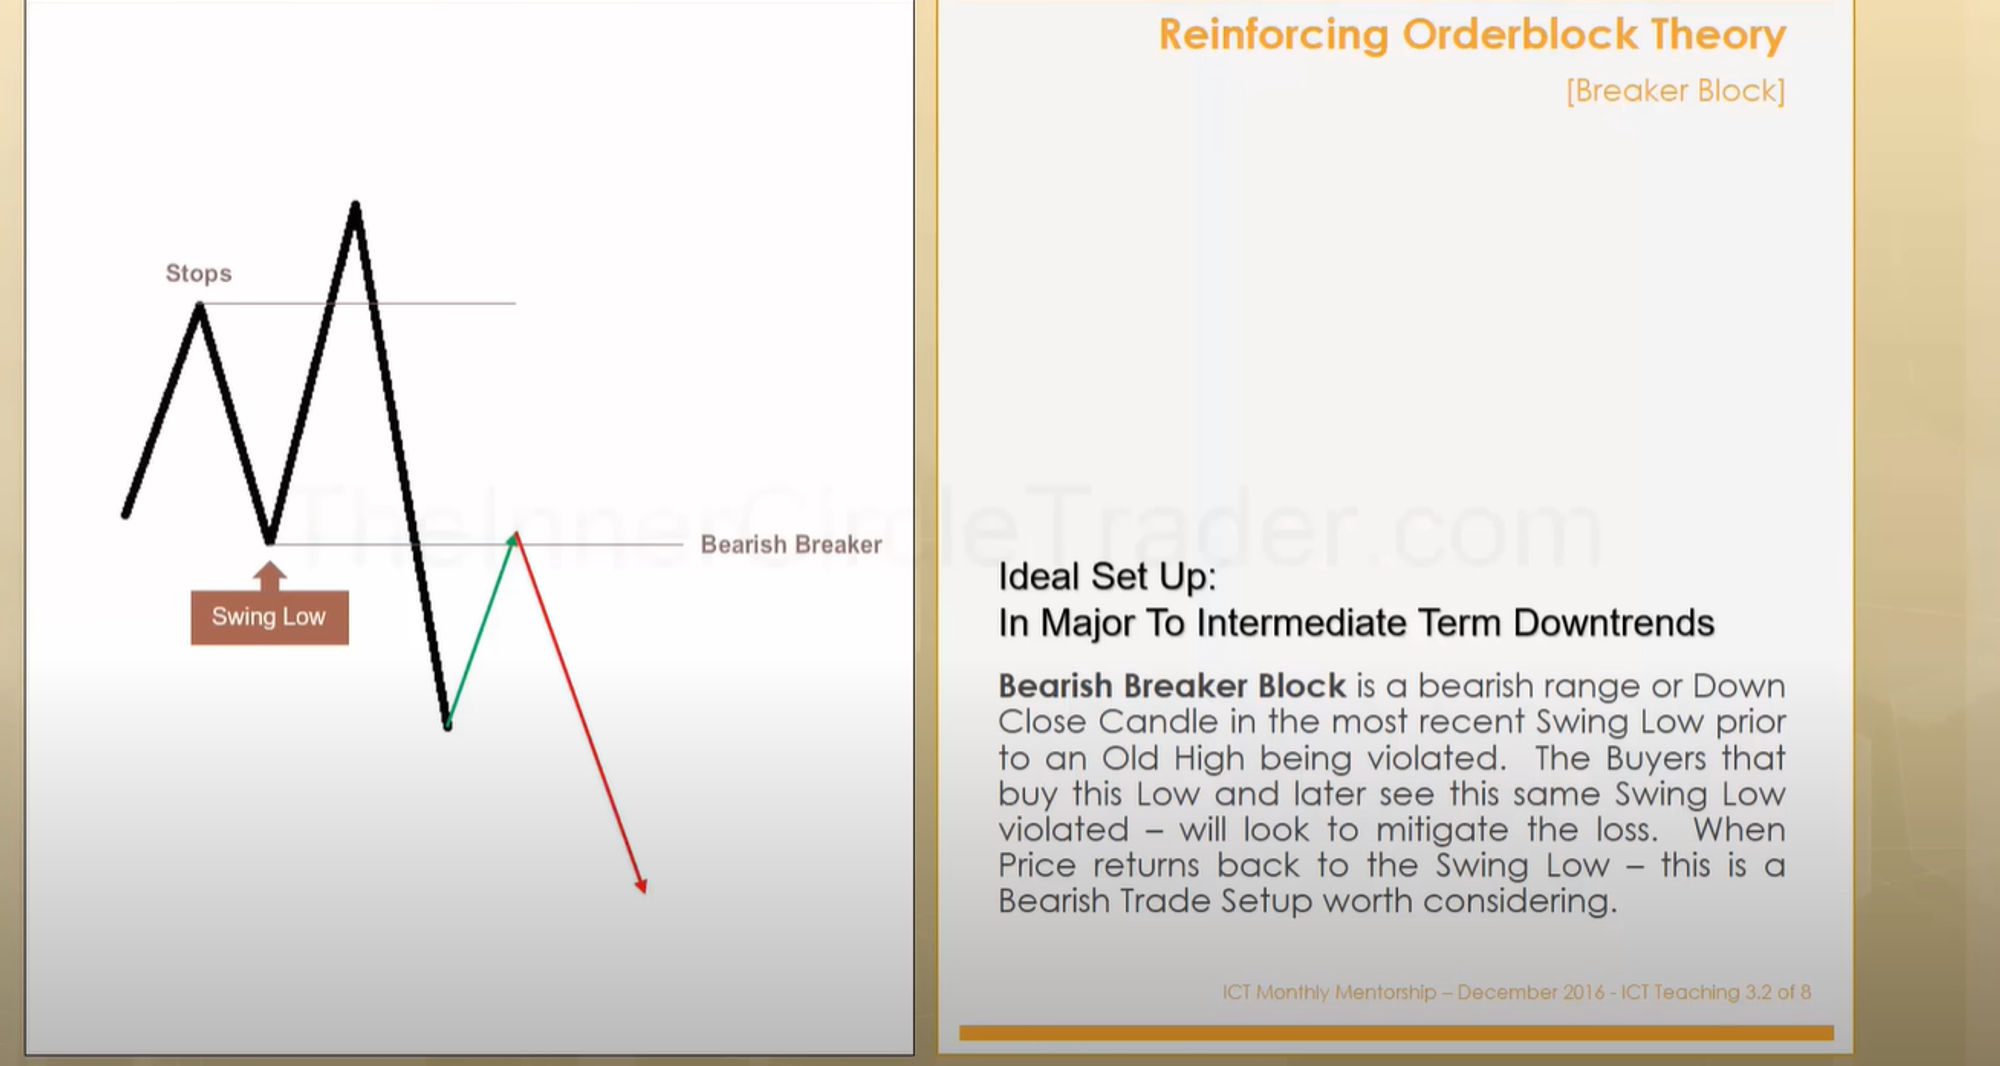 Reinforcing Orderblock Theory
[Breaker Block]
Stops
Bearish Breaker
Swing Low
TheInnerCircleTrader.com
Ideal Set Up:
In Major To Intermediate Term Downtrends
Bearish Breaker Block is a bearish range or Down
Close Candle in the most recent Swing Low prior
to an Old High being violated. The Buyers that
buy this Low and later see this same Swing Low
violated – will look to mitigate the loss. When
Price returns back to the Swing Low – this is a
Bearish Trade Setup worth considering.
ICT Monthly Mentorship – December 2016 - ICT Teaching 3.2 of 8